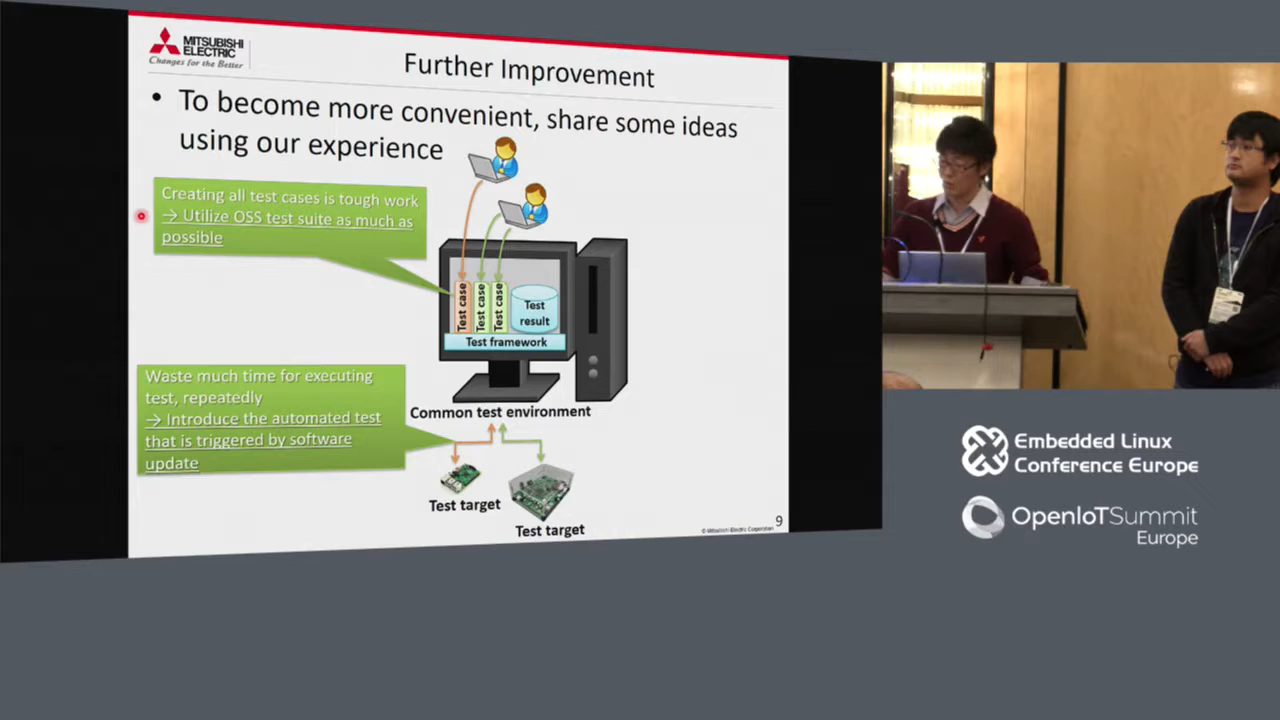 MITSUBISHI
ELECTRIC
Changes for the Better
Further Improvement
• To become more convenient, share some ideas
using our experience
Creating all test cases is tough work
→ Utilize OSS test suite as much as
possible
Test case
Test case
Test case
Test
result
Test framework
Waste much time for executing
test, repeatedly
→ Introduce the automated test
that is triggered by software
update
Common test environment
Test target
Test target
© Mitsubishi Electric Corporation
9
Embedded Linux
Conference Europe
OpenIoTSummit
Europe